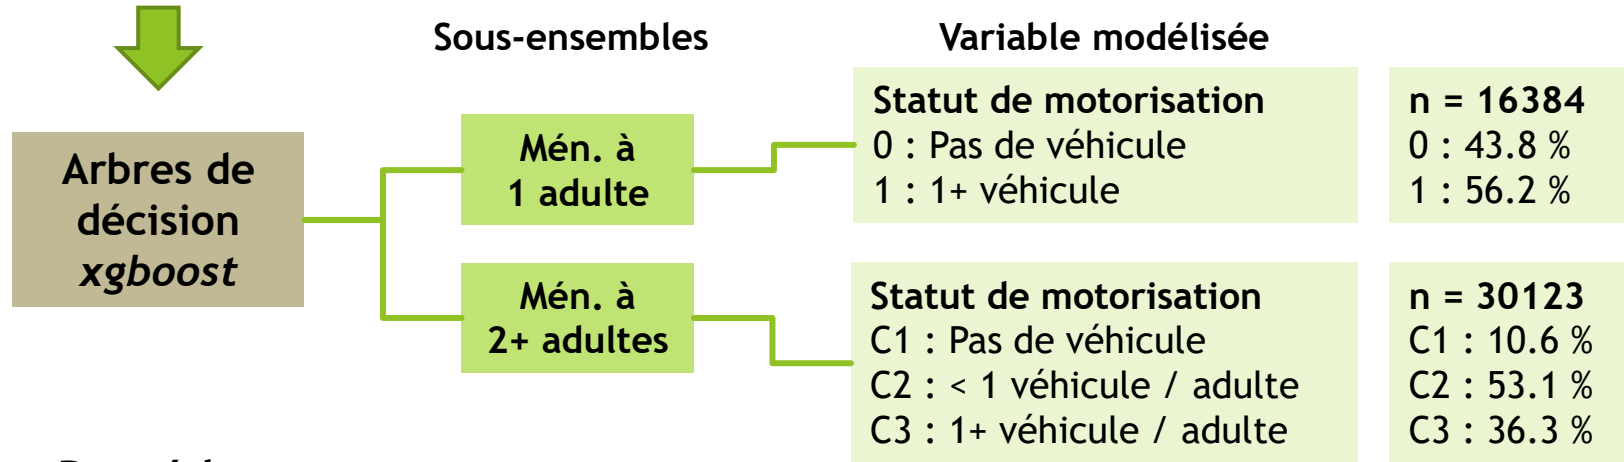 Sous-ensembles
Variable modélisée
Arbres de
décision
xgboost
Mén. à
1 adulte
Statut de motorisation
0 : Pas de véhicule
1 : 1+ véhicule
n = 16384
0 : 43.8 %
1 : 56.2 %
Mén. à
2+ adultes
Statut de motorisation
C1 : Pas de véhicule
C2 : < 1 véhicule / adulte
C3 : 1+ véhicule / adulte
n = 30123
C1 : 10.6 %
C2 : 53.1 %
C3 : 36.3 %